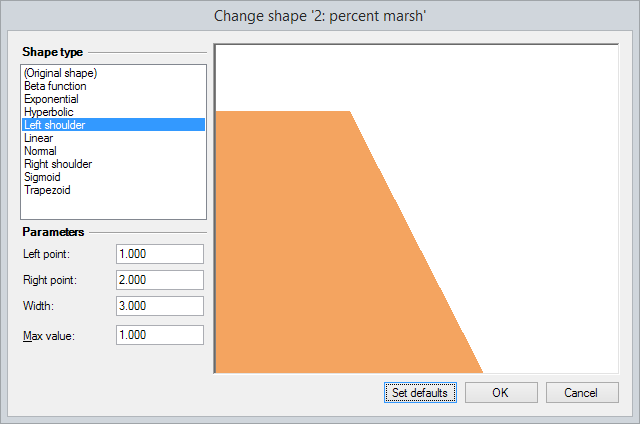 Change shape '2: percent marsh'
Shape type
(Original shape)
Beta function
Exponential
Hyperbolic
Left shoulder
Linear
Normal
Right shoulder
Sigmoid
Trapezoid
Parameters
Left point: 1.000
Right point: 2.000
Width: 3.000
Max value: 1.000
Set defaults OK Cancel